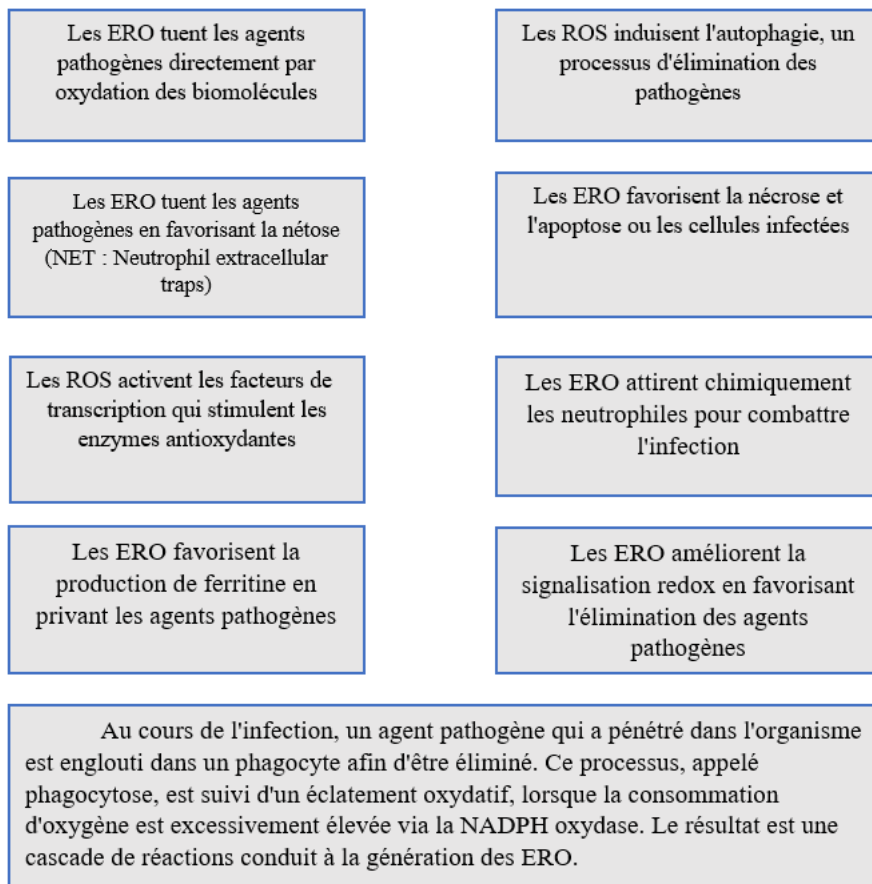 Les ERO tuent les agents
pathogènes directement par
oxydation des biomolécules
Les ROS induisent l'autophagie, un
processus d'élimination des
pathogènes
Les ERO tuent les agents
pathogènes en favorisant la nétose
(NET : Neutrophil extracellular
traps)
Les ERO favorisent la nécrose et
l'apoptose ou les cellules infectées
Les ROS activent les facteurs de
transcription qui stimulent les
enzymes antioxydantes
Les ERO attirent chimiquement
les neutrophiles pour combattre
l'infection
Les ERO favorisent la
production de ferritine en
privant les agents pathogènes
Les ERO améliorent la
signalisation redox en favorisant
l'élimination des agents
pathogènes
Au cours de l'infection, un agent pathogène qui a pénétré dans l'organisme
est englouti dans un phagocyte afin d'être éliminé. Ce processus, appelé
phagocytose, est suivi d'un éclatement oxydatif, lorsque la consommation
d'oxygène est excessivement élevée via la NADPH oxydase. Le résultat est une
cascade de réactions conduit à la génération des ERO.